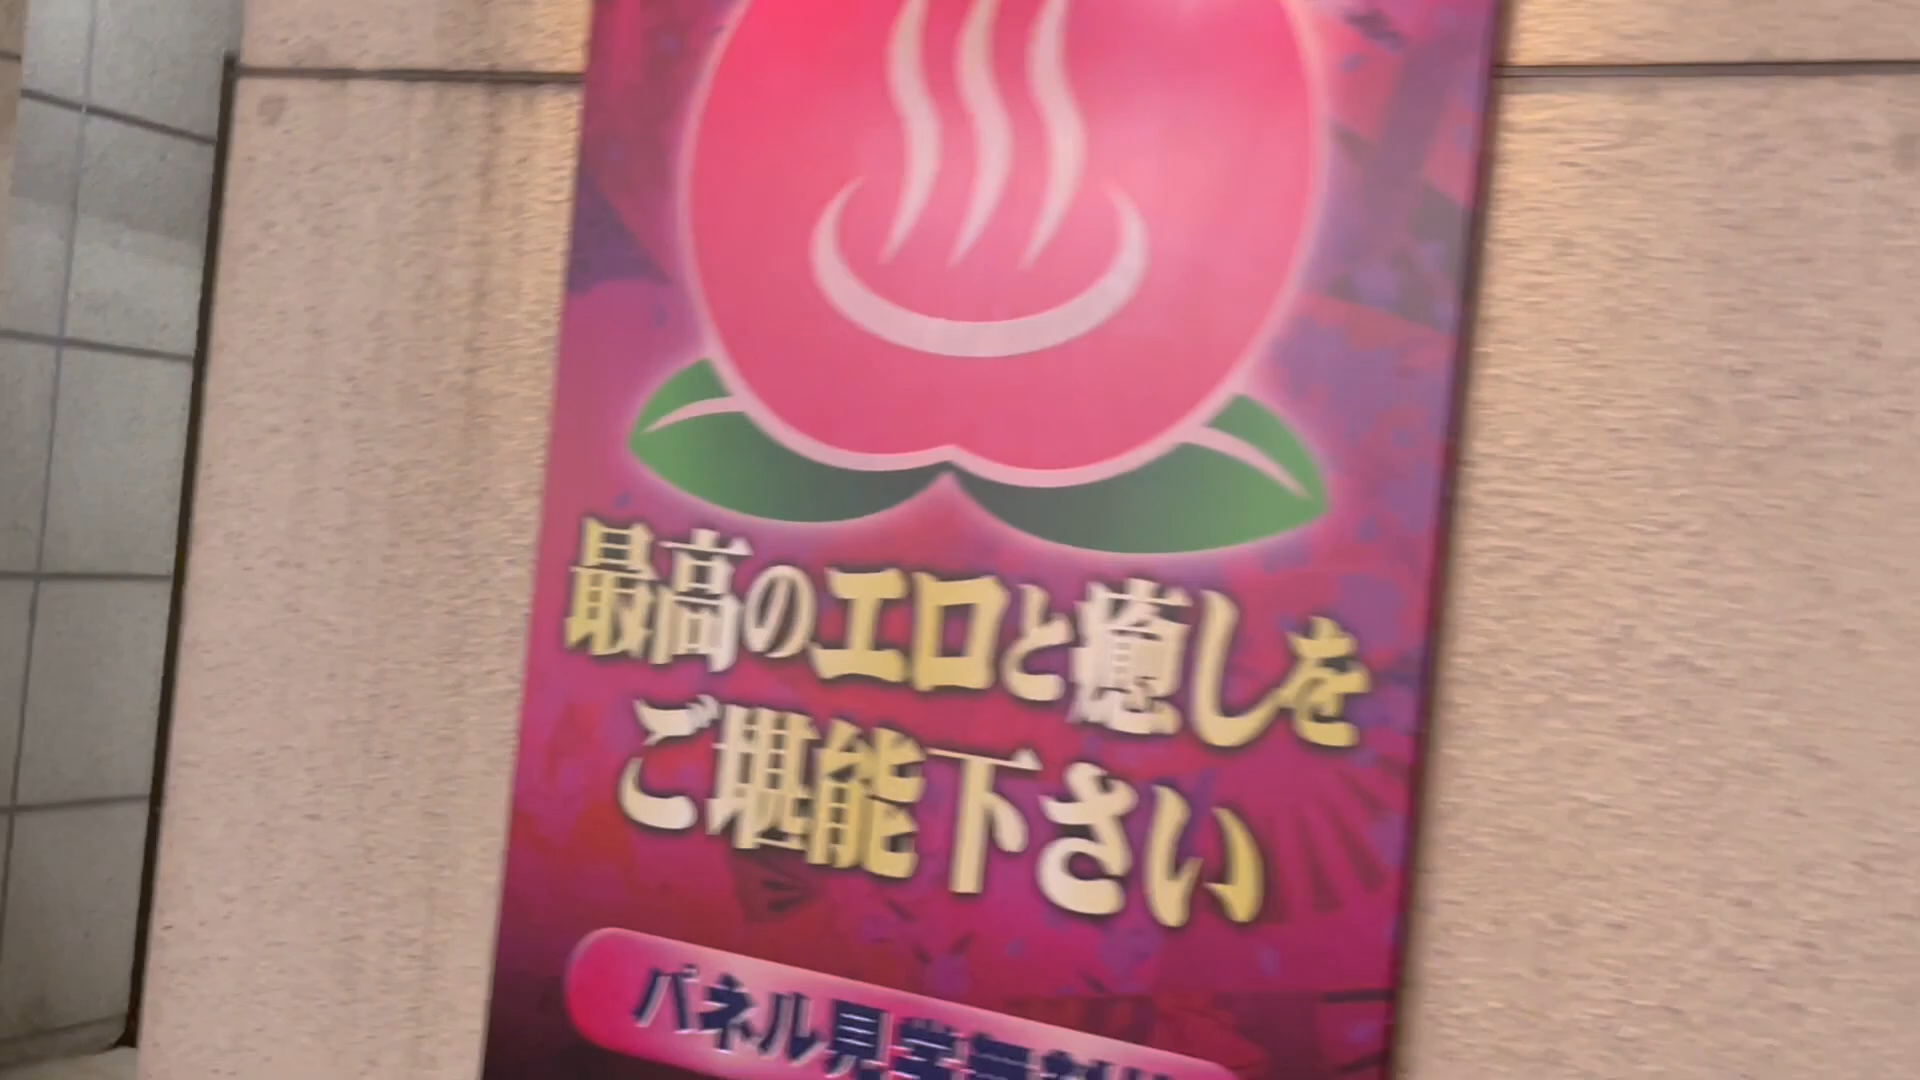 最高のエロと癒しを
ご堪能下さい
パネル見学無料